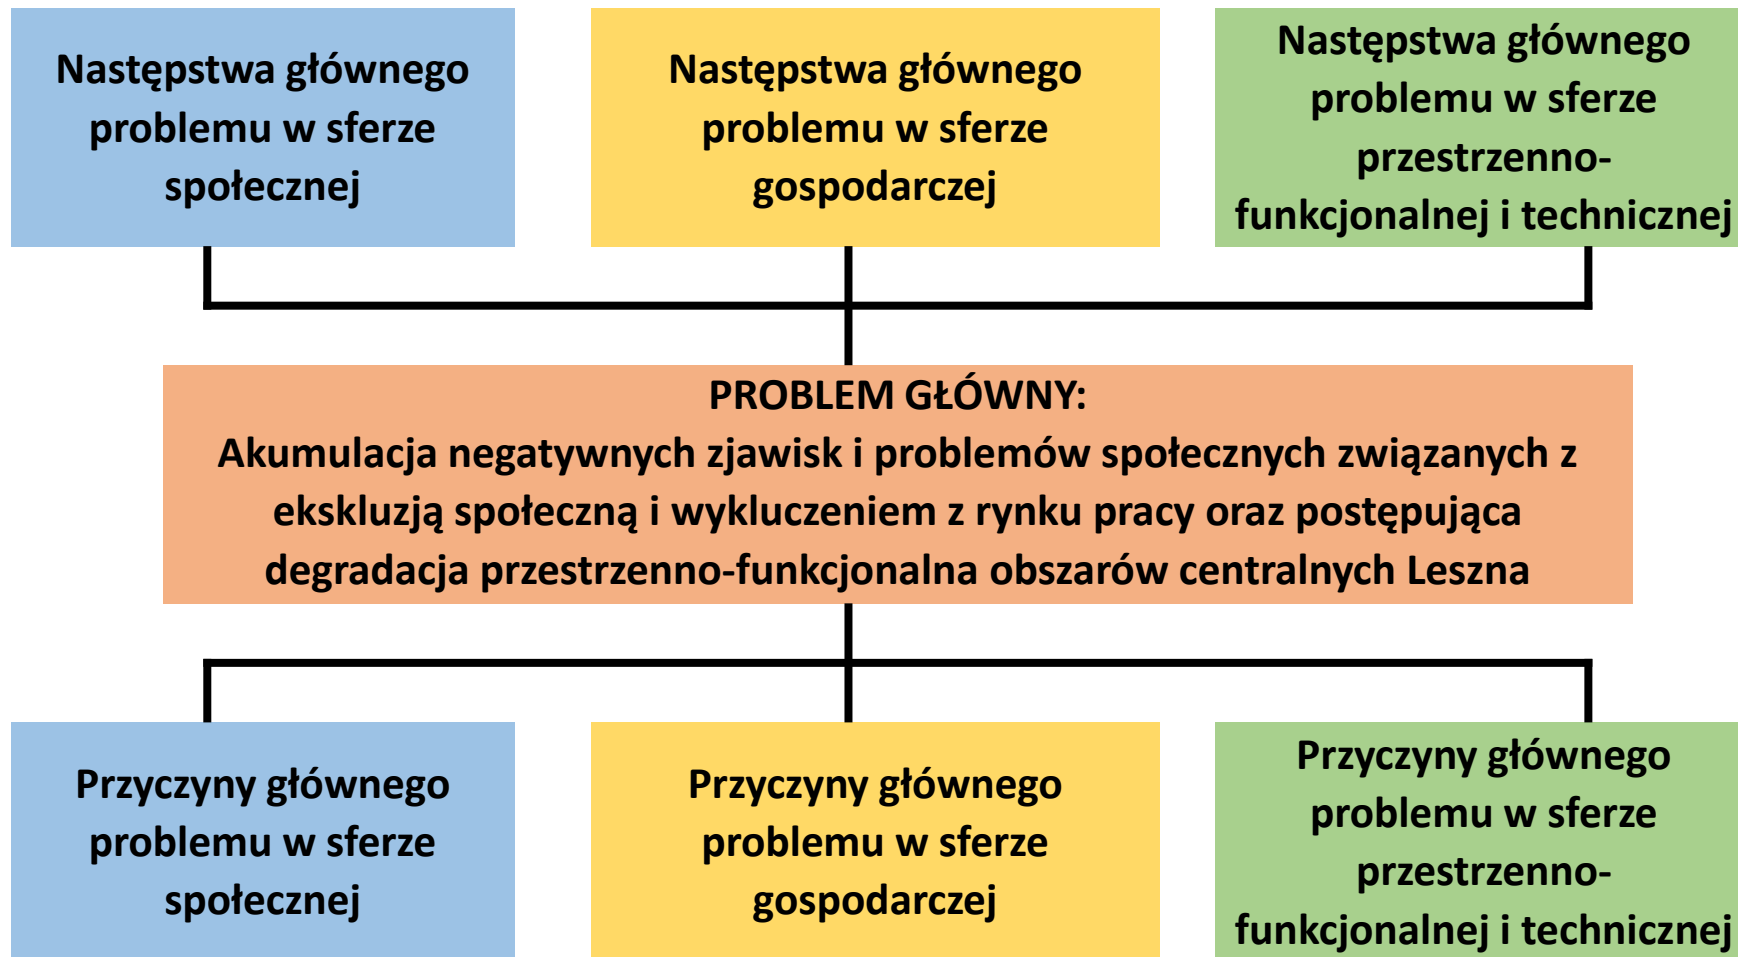 Następstwa głównego
problemu w sferze
społecznej
Następstwa głównego
problemu w sferze
gospodarczej
Następstwa głównego
problemu w sferze
przestrzenno-
funkcjonalnej i technicznej
PROBLEM GŁÓWNY:
Akumulacja negatywnych zjawisk i problemów społecznych związanych z
ekskluzją społeczną i wykluczeniem z rynku pracy oraz postępująca
degradacja przestrzenno-funkcjonalna obszarów centralnych Leszna
Przyczyny głównego
problemu w sferze
społecznej
Przyczyny głównego
problemu w sferze
gospodarczej
Przyczyny głównego
problemu w sferze
przestrzenno-
funkcjonalnej i technicznej